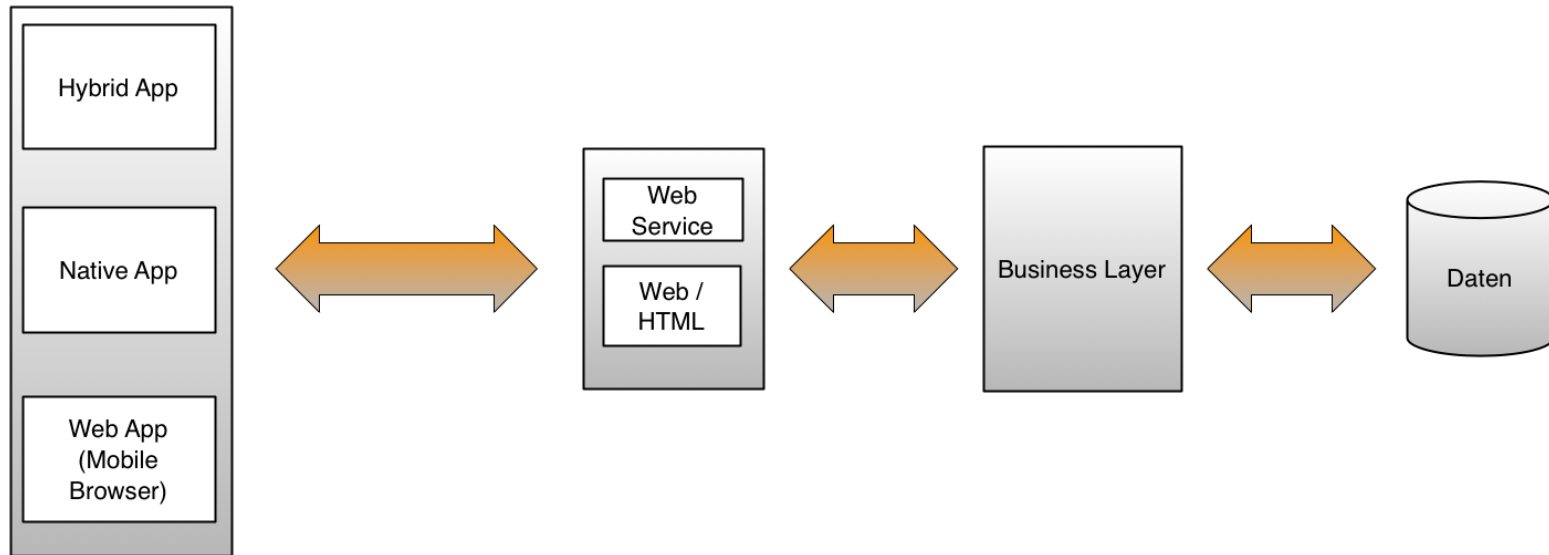 Hybrid App
Native App
Web App
(Mobile
Browser)
Web
Service
Web /
HTML
Business Layer
Daten